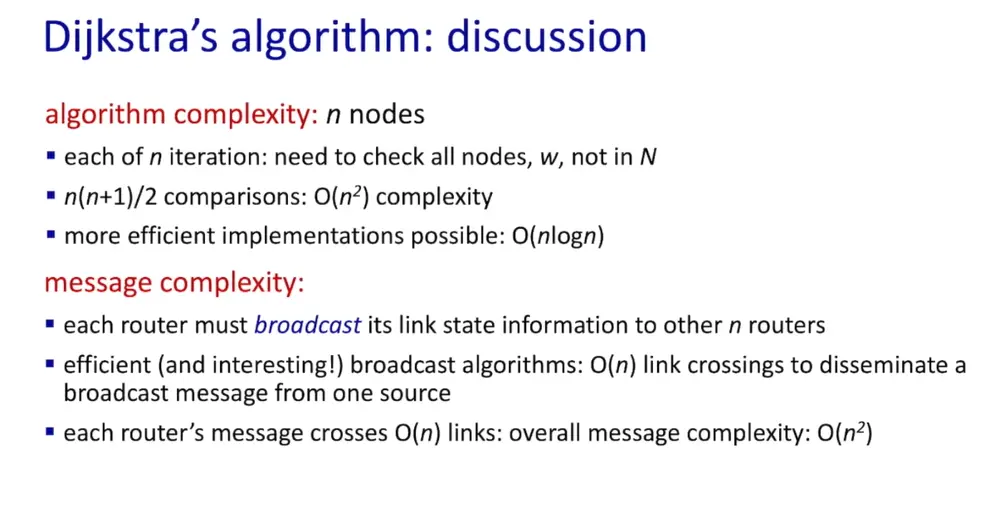 Dijkstra’s algorithm: discussion
algorithm complexity: n nodes
▪ each of n iteration: need to check all nodes, w, not in N
▪ n(n+1)/2 comparisons: O(n²) complexity
▪ more efficient implementations possible: O(nlogn)
message complexity:
▪ each router must broadcast its link state information to other n routers
▪ efficient (and interesting!) broadcast algorithms: O(n) link crossings to disseminate a
broadcast message from one source
▪ each router’s message crosses O(n) links: overall message complexity: O(n²)